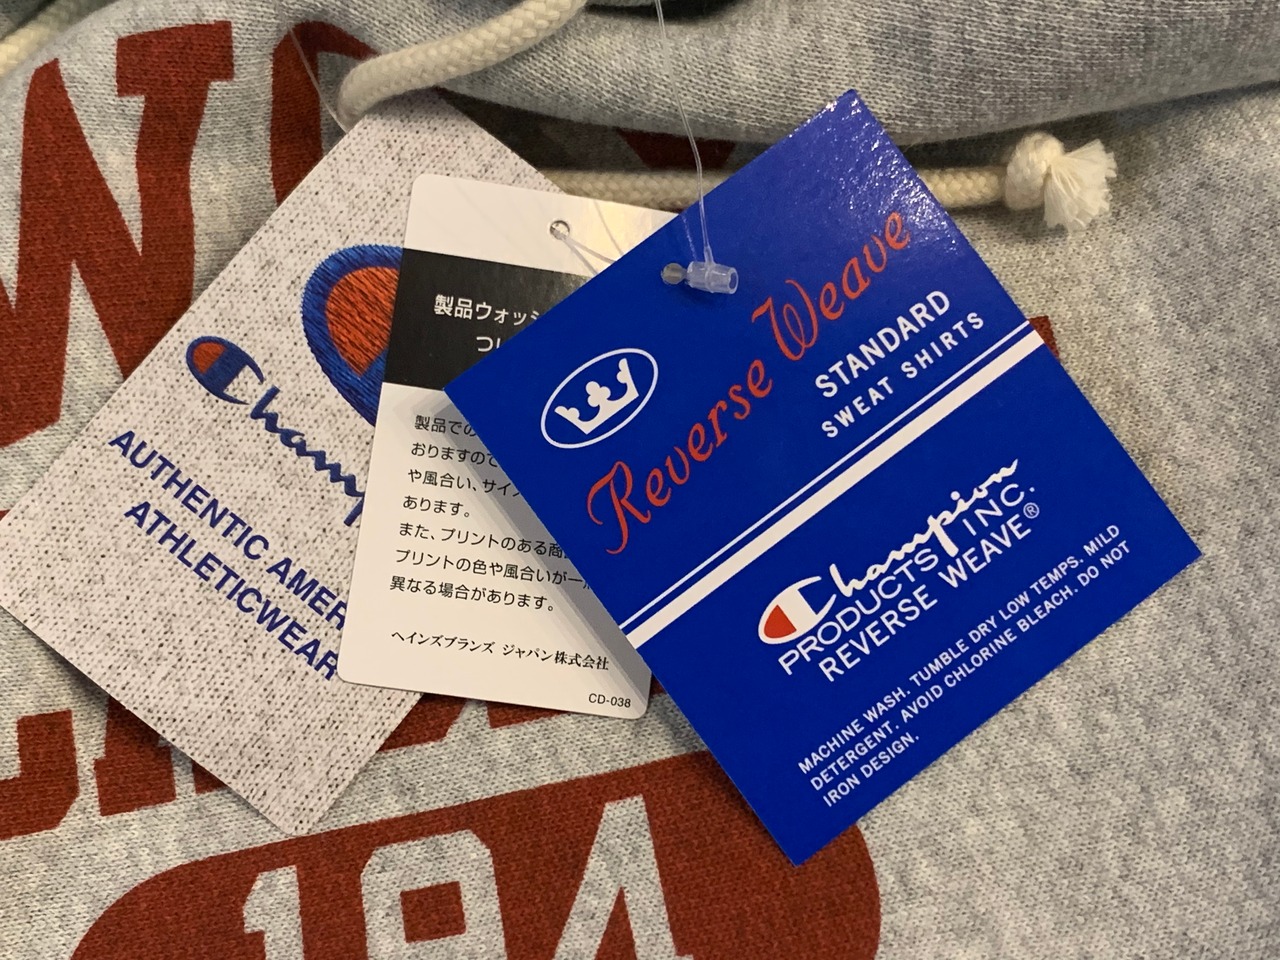 Champ
AUTHENTIC AMER
ATHLETICWEAR
製品ウォッシ
つい
製品での
おりますので
や風合い、サイズ
あります。
また、プリントのある商
プリントの色や風合いが一
異なる場合があります。
ヘインズブランズ ジャパン株式会社
CD-038
Reverse Weave
STANDARD
SWEAT SHIRTS
Champion
PRODUCTS INC.
REVERSE WEAVE®
MACHINE WASH. TUMBLE DRY LOW TEMPS. MILD
DETERGENT. AVOID CHLORINE BLEACH. DO NOT
IRON DESIGN.